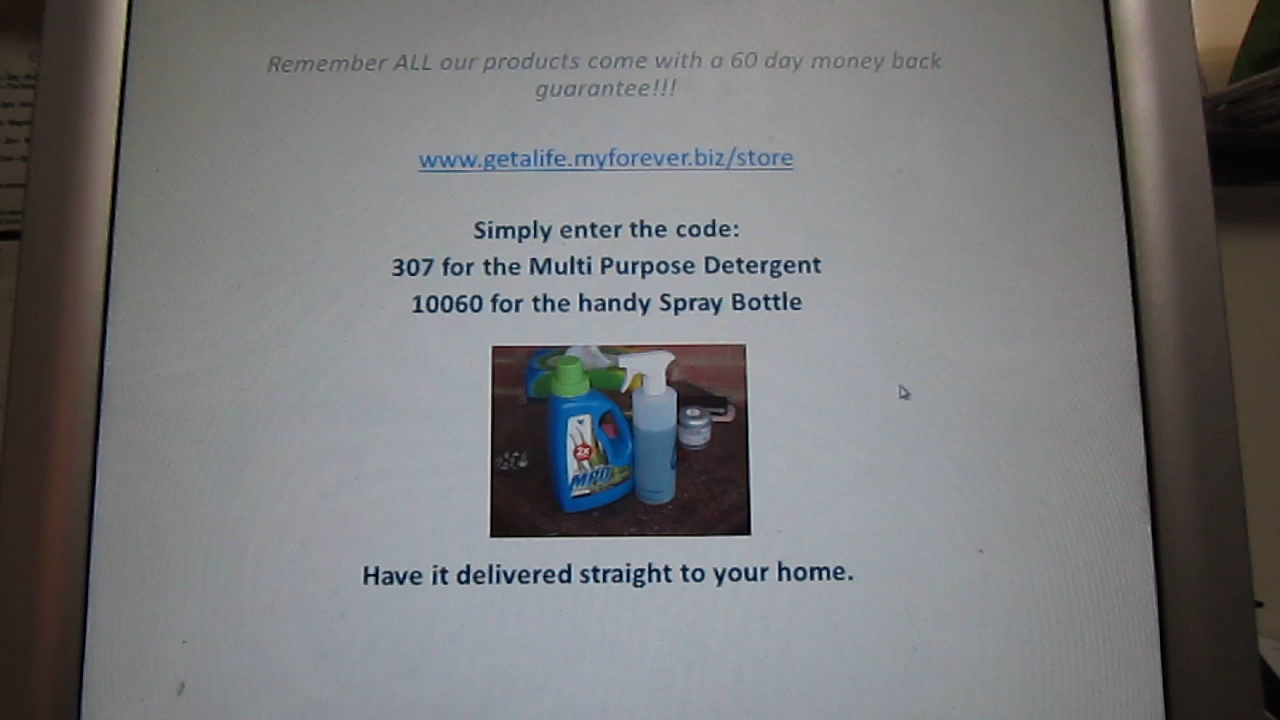 Remember ALL our products come with a 60 day money back
guarantee!!!
www.getalife.myforever.biz/store
Simply enter the code:
307 for the Multi Purpose Detergent
10060 for the handy Spray Bottle
2x
MPD
Have it delivered straight to your home.